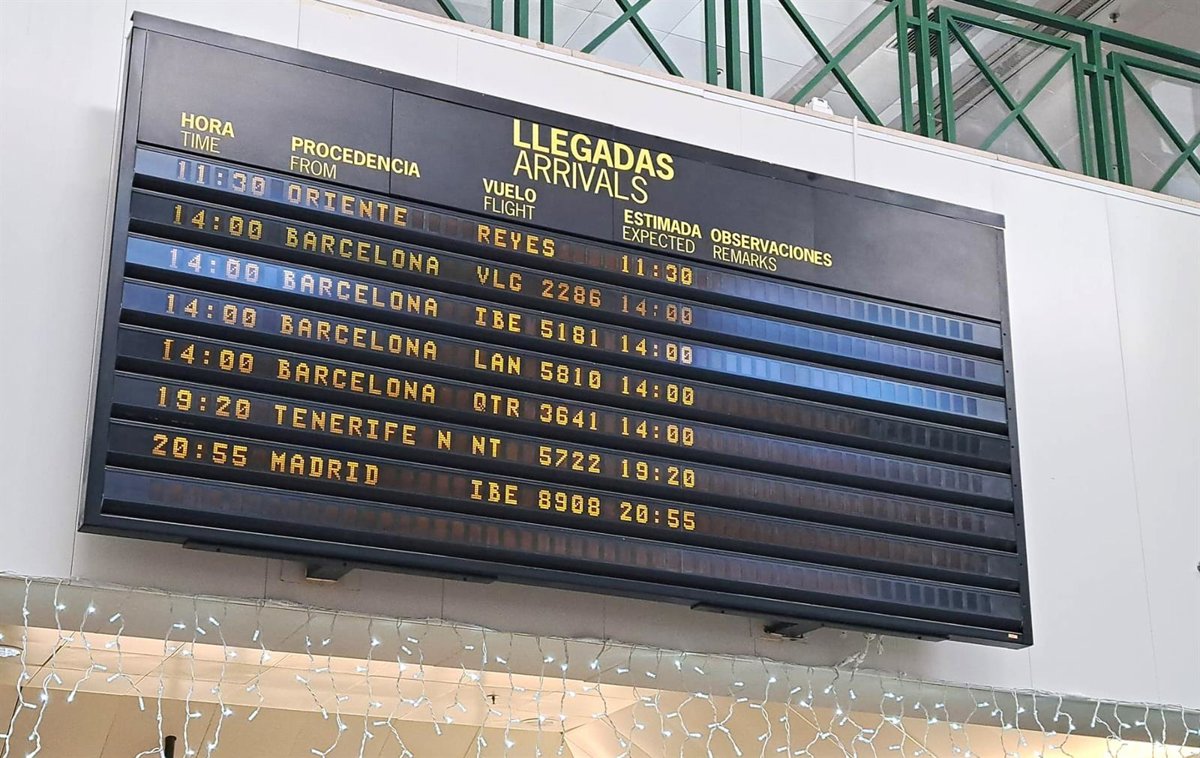 LLEGADAS
ARRIVALS
HORA PROCEDENCIA VUELO ESTIMADA OBSERVACIONES
TIME FROM FLIGHT EXPECTED REMARKS
11:30 ORIENTE REYES 11:30
14:00 BARCELONA VLG 2286 14:00
14:00 BARCELONA IBE 5181 14:00
14:00 BARCELONA LAN 5810 14:00
14:00 BARCELONA QTR 3641 14:00
19:20 TENERIFE N NT 5722 19:20
20:55 MADRID IBE 8908 20:55